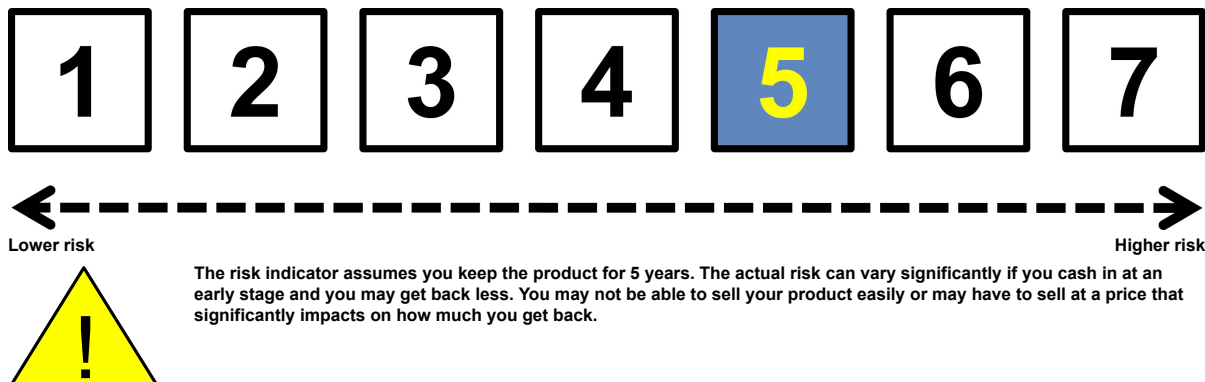 1 2 3 4 5 6 7
Lower risk Higher risk
The risk indicator assumes you keep the product for 5 years. The actual risk can vary significantly if you cash in at an
early stage and you may get back less. You may not be able to sell your product easily or may have to sell at a price that
significantly impacts on how much you get back.
!